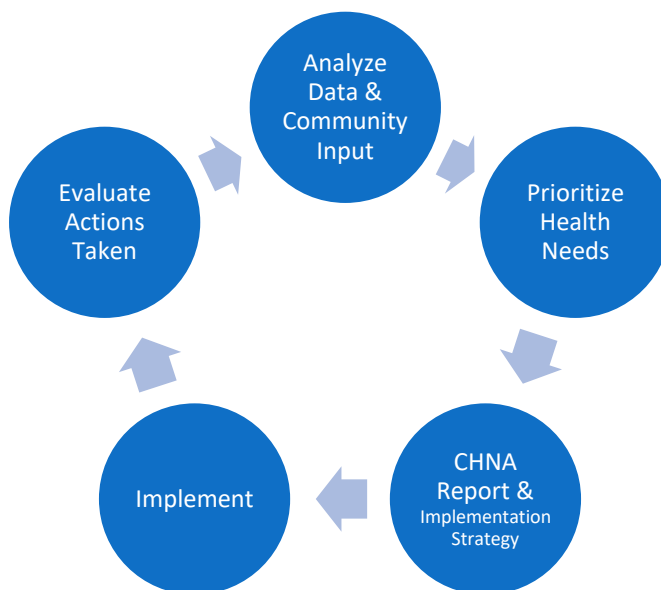 Analyze
Data &
Community
Input
Prioritize
Health
Needs
CHNA
Report &
Implementation
Strategy
Implement
Evaluate
Actions
Taken